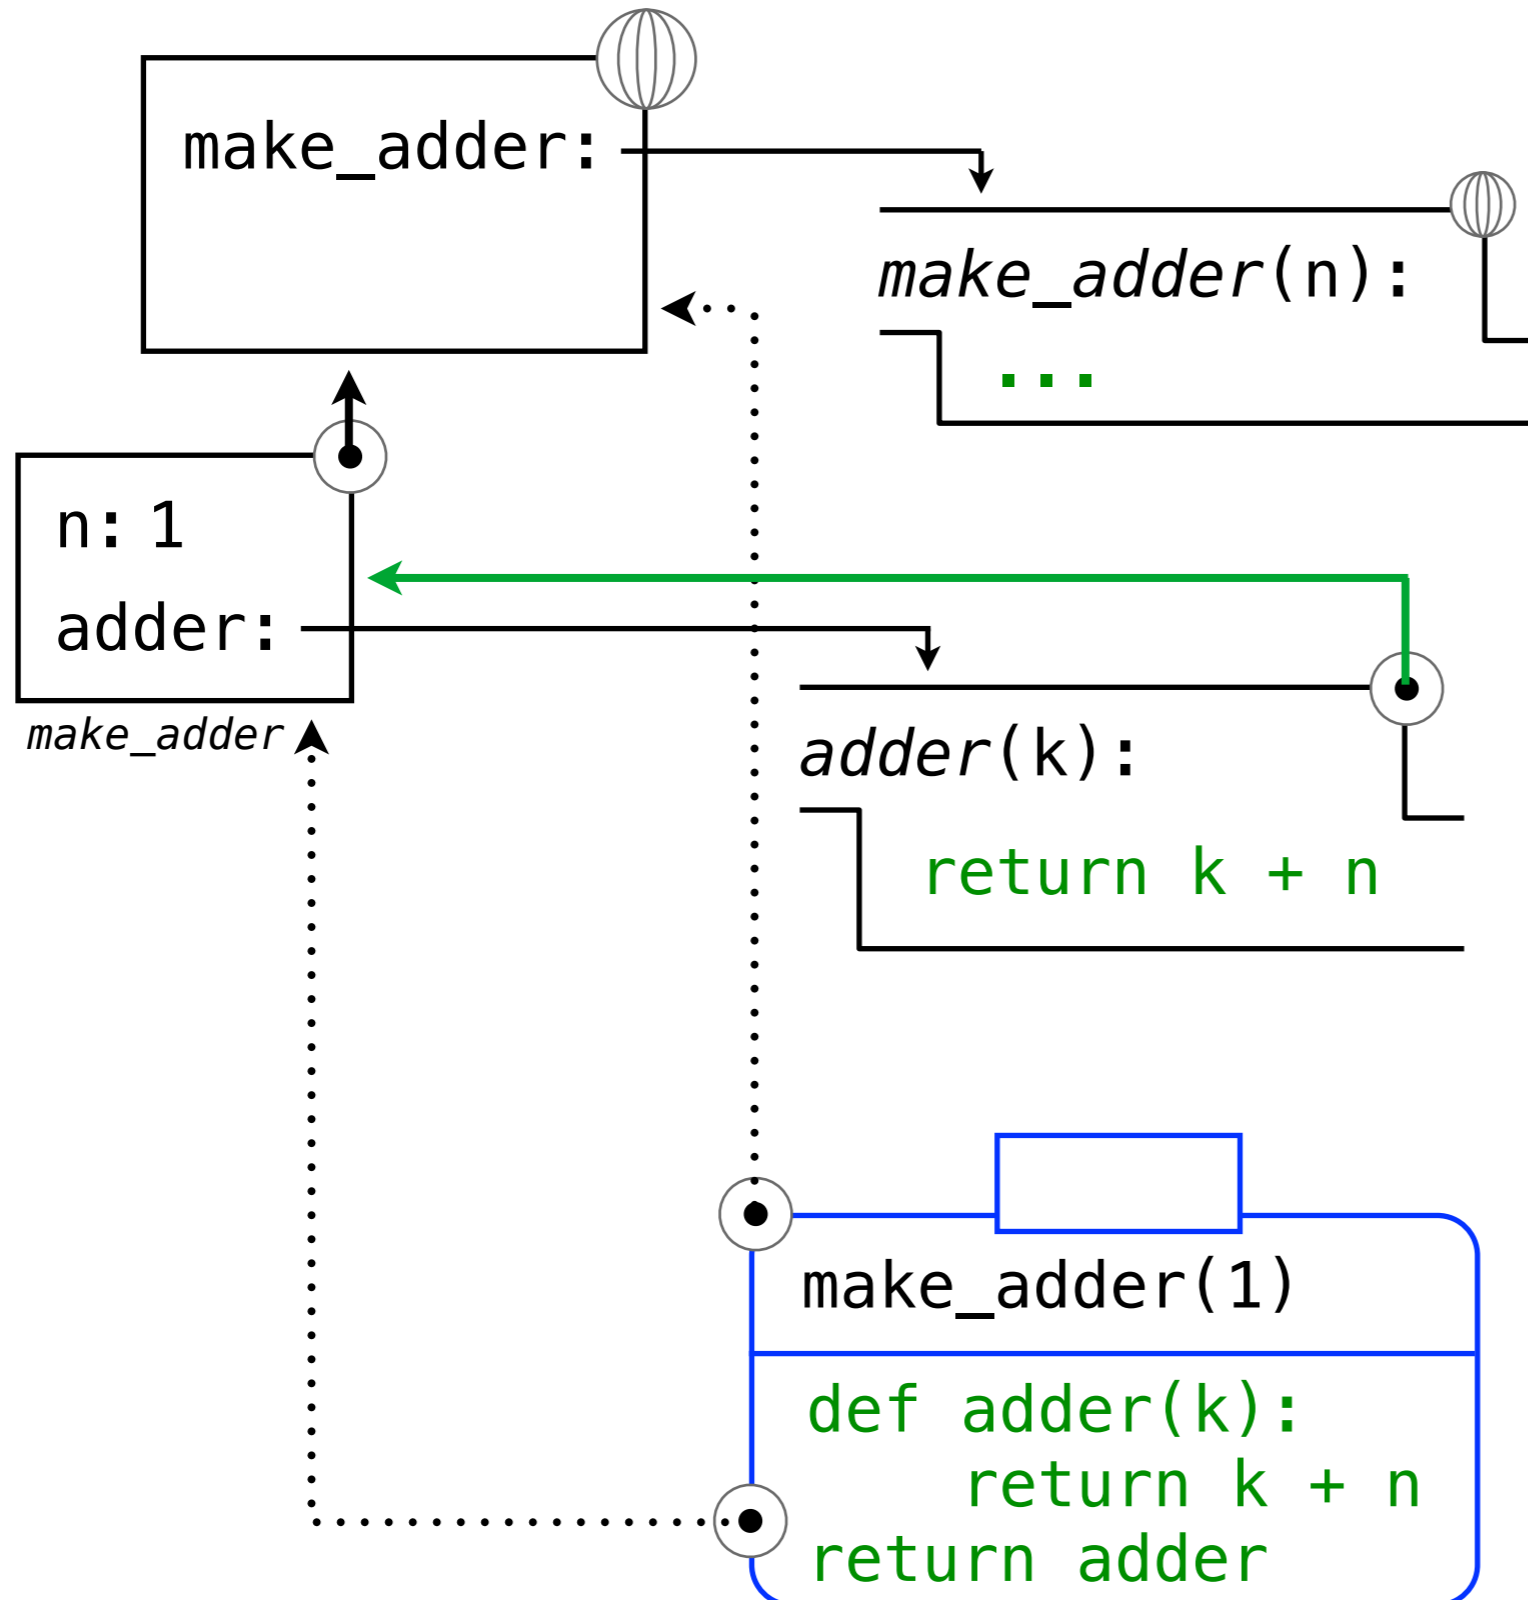 make_adder:
make_adder(n):
...
n: 1
adder:
make_adder
adder(k):
return k + n
make_adder(1)
def adder(k):
    return k + n
return adder